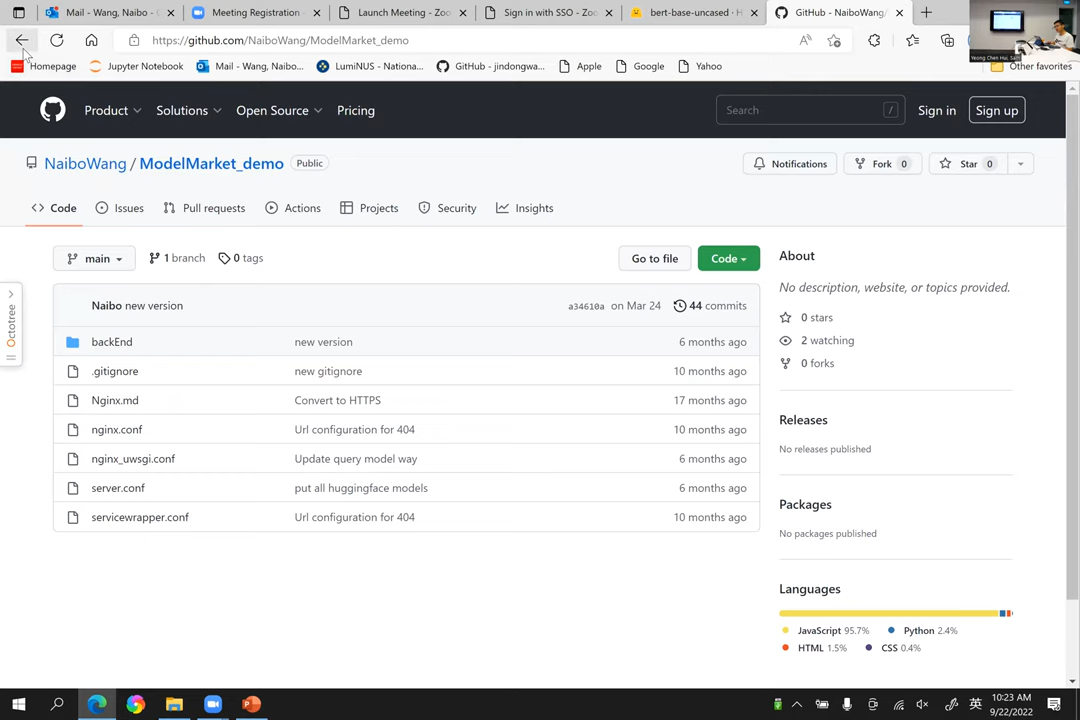 Mail - Wang, Naibo -
Meeting Registration -
Launch Meeting - Zoo
Sign in with SSO - Zoo
bert-base-uncased · H
GitHub - NaiboWang/
https://github.com/NaiboWang/ModelMarket_demo
Yeong Chen Hui, Sam
Homepage
Jupyter Notebook
Mail - Wang, Naibo...
LumiNUS - Nationa...
GitHub - jindongwa...
Apple
Google
Yahoo
Other favorites
Product
Solutions
Open Source
Pricing
Search
/
Sign in
Sign up
NaiboWang / ModelMarket_demo
Public
Notifications
Fork 0
Star 0
Code
Issues
Pull requests
Actions
Projects
Security
Insights
main
1 branch
0 tags
Go to file
Code
Octotree
Naibo new version
a34610a on Mar 24
44 commits
backEnd
new version
6 months ago
.gitignore
new gitignore
10 months ago
Nginx.md
Convert to HTTPS
17 months ago
nginx.conf
Url configuration for 404
10 months ago
nginx_uwsgi.conf
Update query model way
6 months ago
server.conf
put all huggingface models
6 months ago
servicewrapper.conf
Url configuration for 404
10 months ago
About
No description, website, or topics provided.
0 stars
2 watching
0 forks
Releases
No releases published
Packages
No packages published
Languages
JavaScript 95.7%
Python 2.4%
HTML 1.5%
CSS 0.4%
英
10:23 AM
9/22/2022